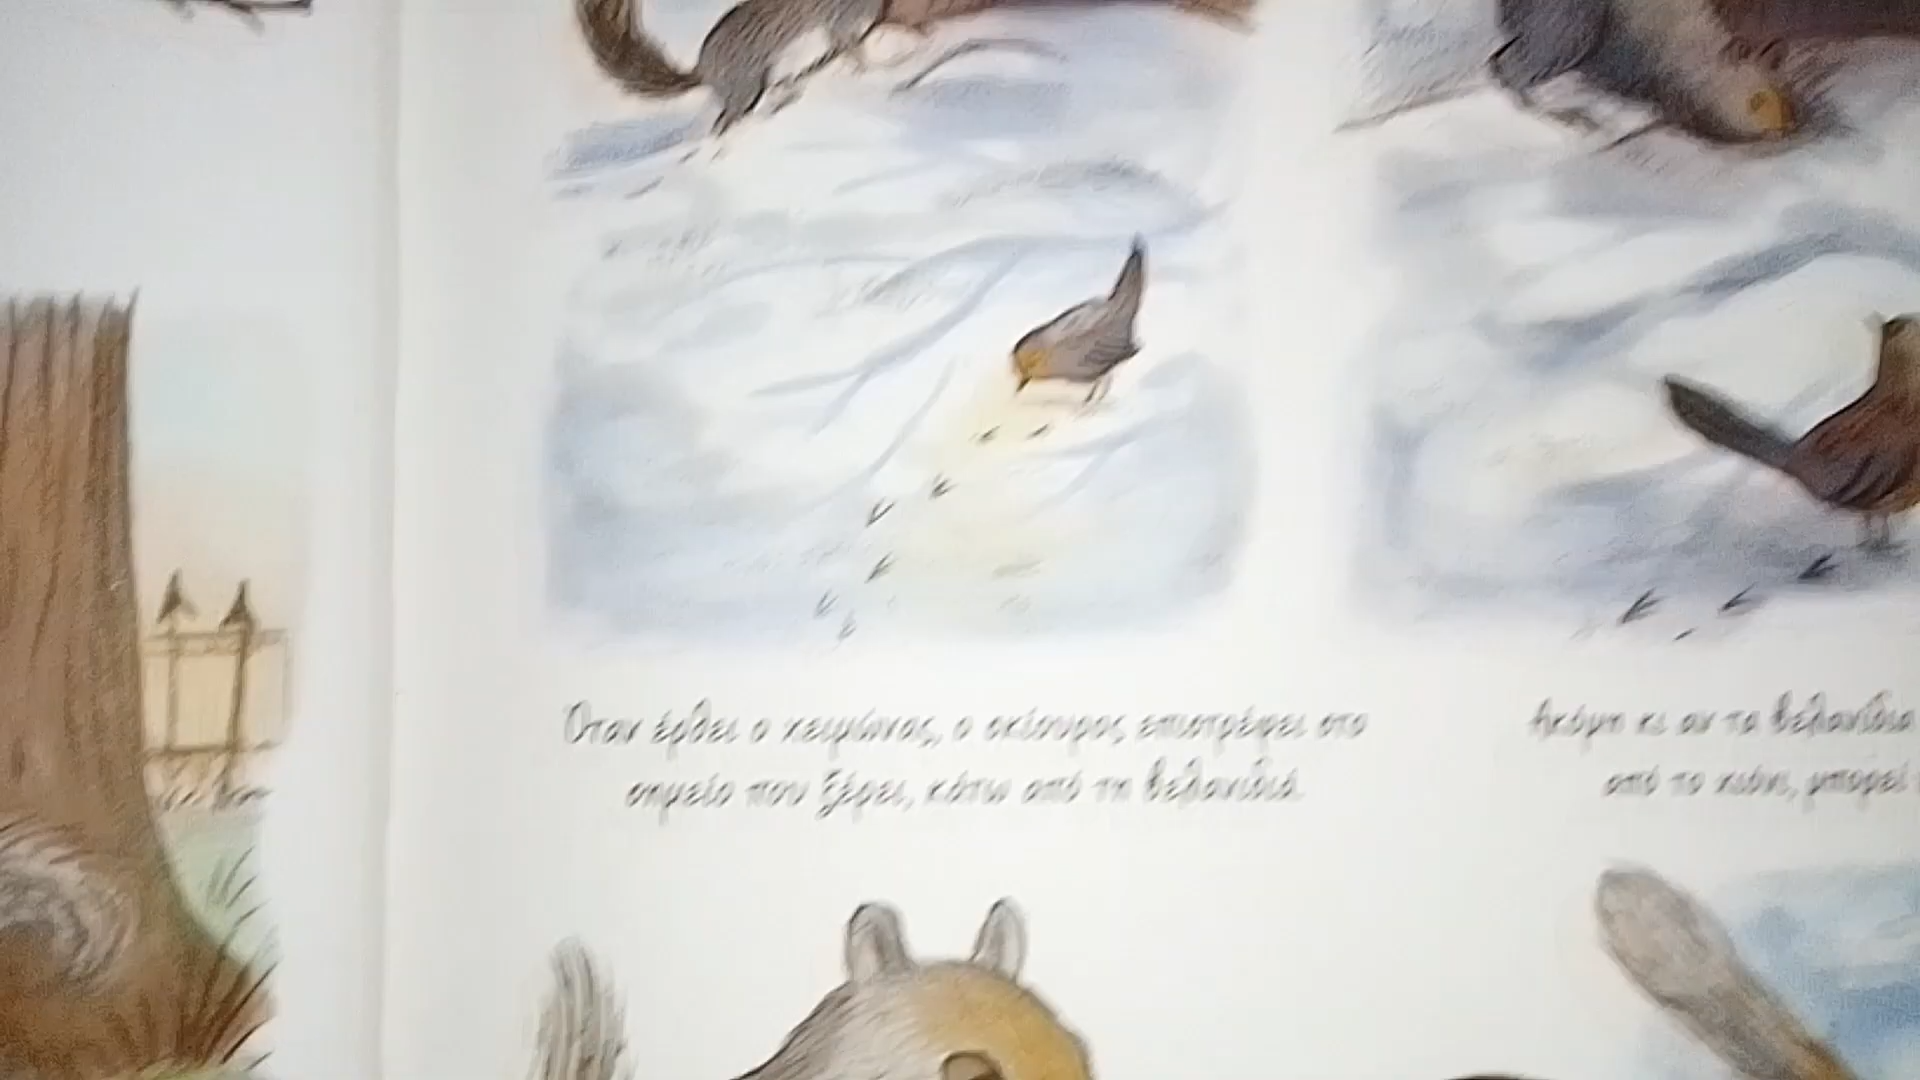 Όταν έρθει ο χειμώνας, ο σκίουρος επιστρέφει στο
σημείο που ξέρει, κάτω από τη βελανιδιά.
Ακόμη κι αν τα βελανίδια
από το χιόνι, μπορεί